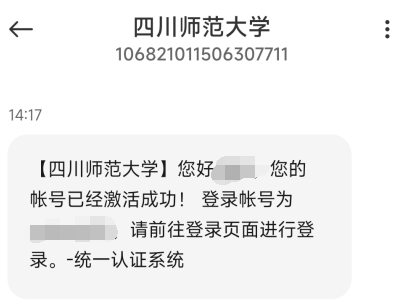 四川师范大学
106821011506307711
14:17
【四川师范大学】您好，您的
帐号已经激活成功！ 登录帐号为
，请前往登录页面进行登
录。-统一认证系统